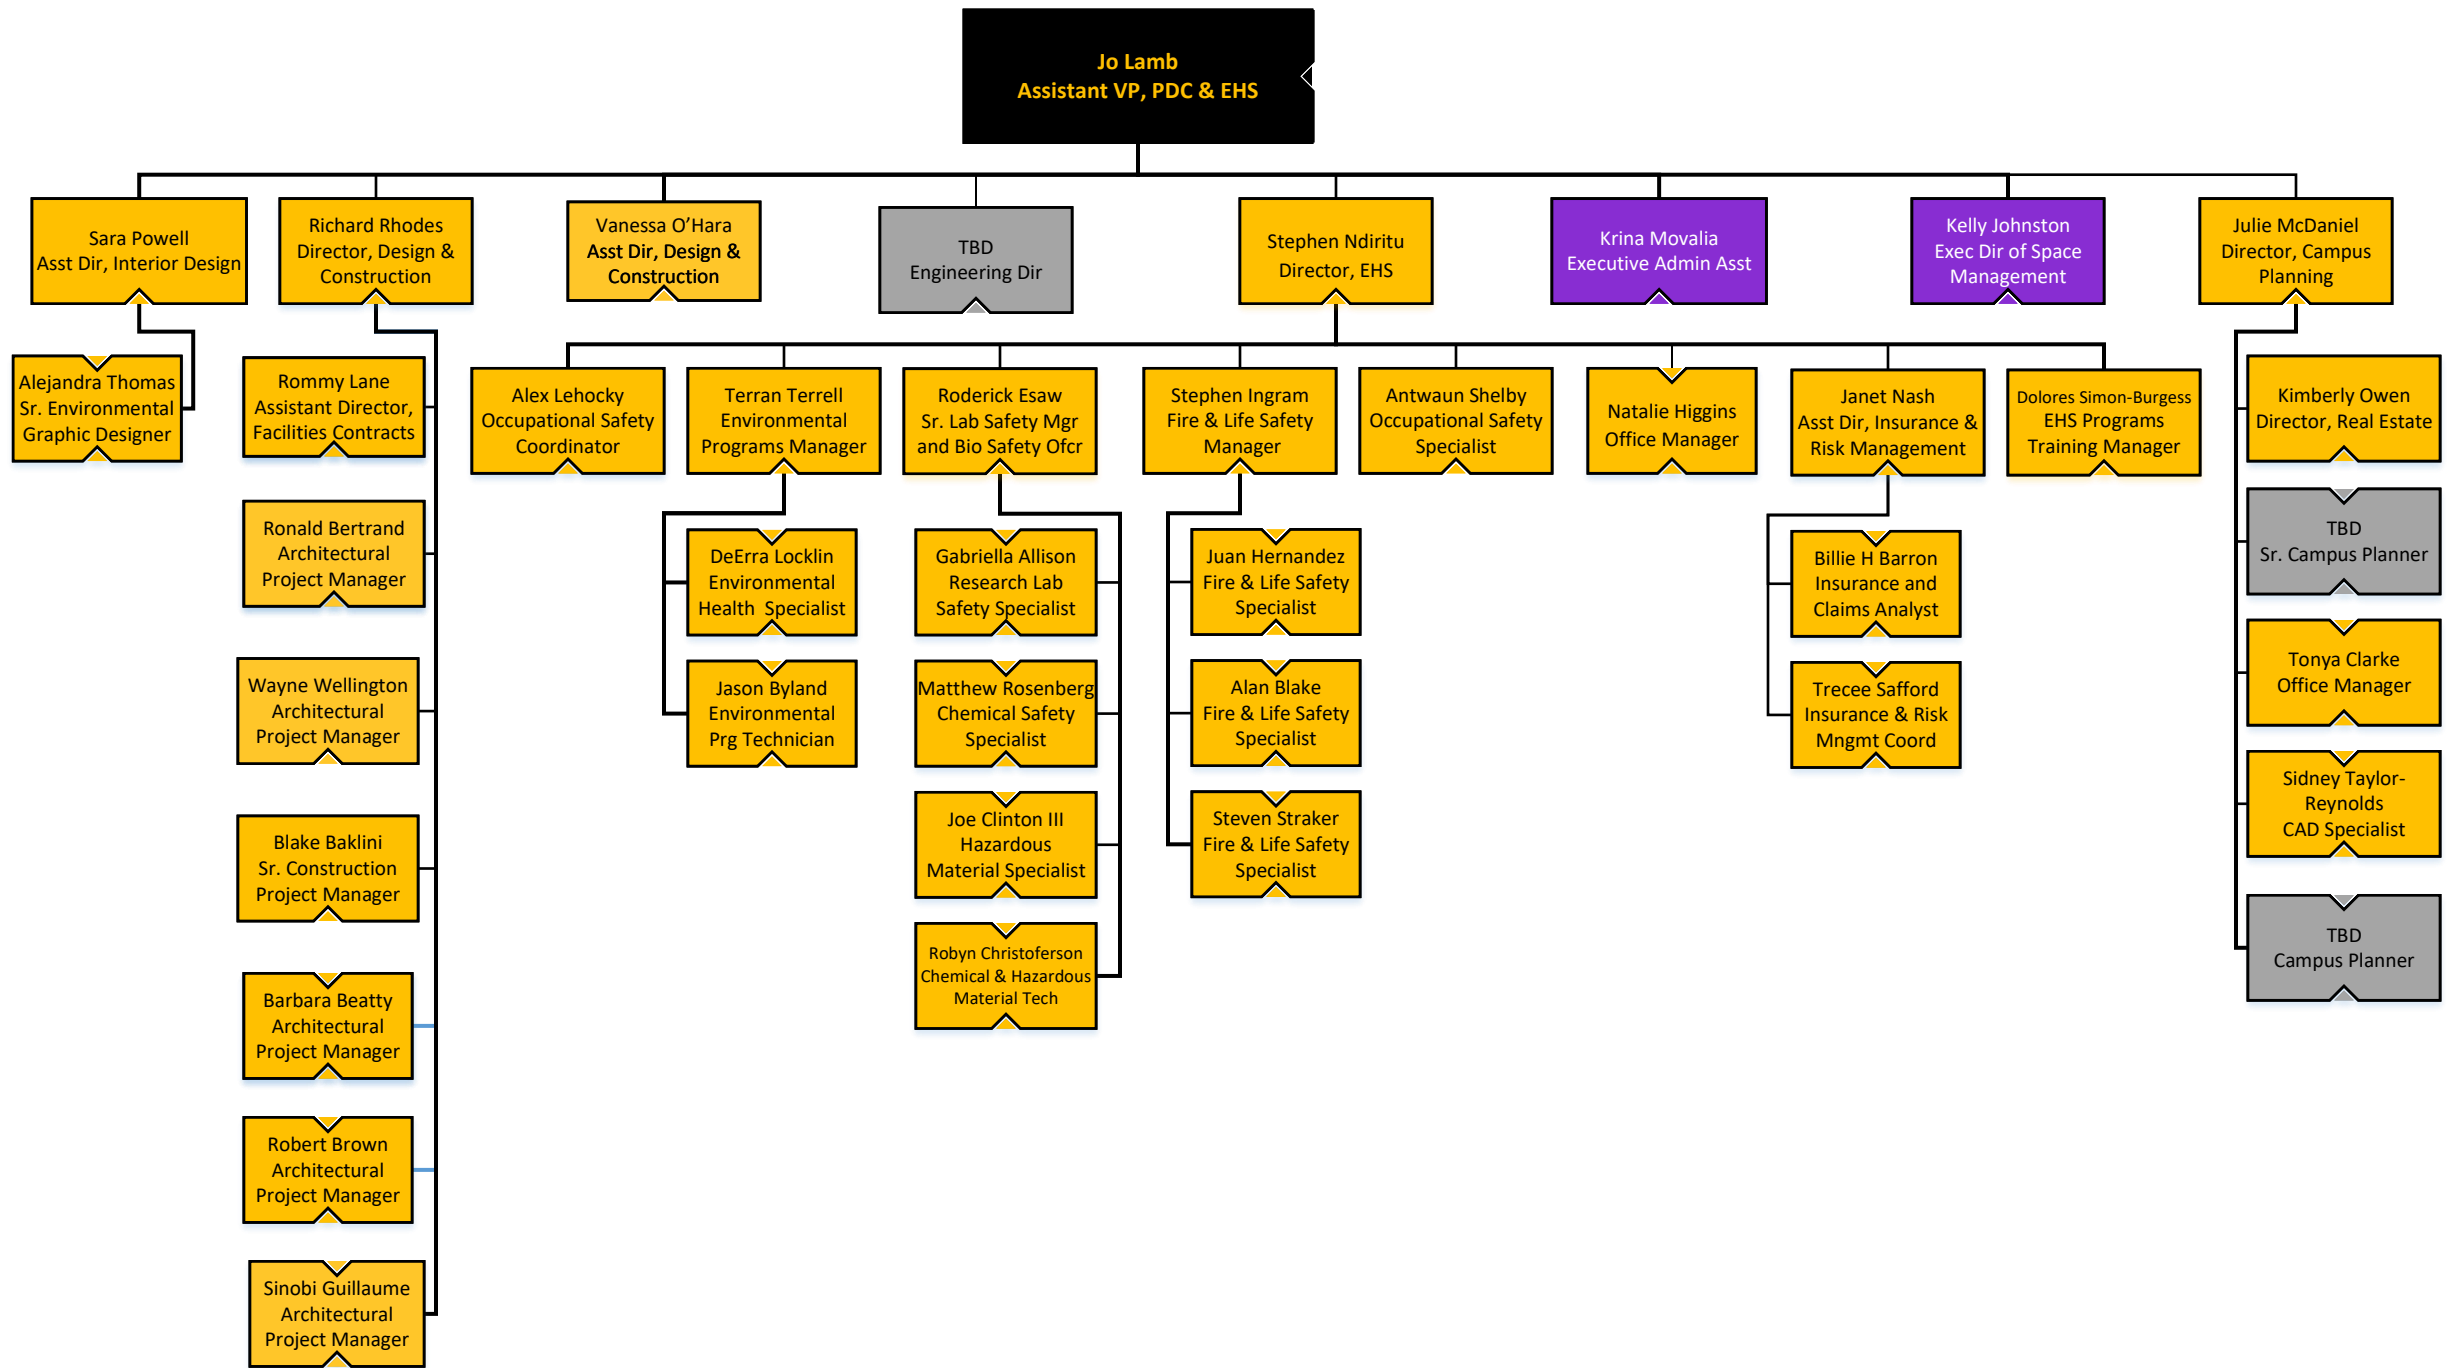 Jo Lamb
Assistant VP, PDC & EHS
Sara Powell
Asst Dir, Interior Design
Richard Rhodes
Director, Design &
Construction
Vanessa O’Hara
Asst Dir, Design &
Construction
TBD
Engineering Dir
Stephen Ndiritu
Director, EHS
Krina Movalia
Executive Admin Asst
Kelly Johnston
Exec Dir of Space
Management
Julie McDaniel
Director, Campus
Planning
Alejandra Thomas
Sr. Environmental
Graphic Designer
Rommy Lane
Assistant Director,
Facilities Contracts
Ronald Bertrand
Architectural
Project Manager
Wayne Wellington
Architectural
Project Manager
Blake Baklini
Sr. Construction
Project Manager
Barbara Beatty
Architectural
Project Manager
Robert Brown
Architectural
Project Manager
Sinobi Guillaume
Architectural
Project Manager
Alex Lehocky
Occupational Safety
Coordinator
Terran Terrell
Environmental
Programs Manager
Roderick Esaw
Sr. Lab Safety Mgr
and Bio Safety Ofcr
Stephen Ingram
Fire & Life Safety
Manager
Antwaun Shelby
Occupational Safety
Specialist
Natalie Higgins
Office Manager
Janet Nash
Asst Dir, Insurance &
Risk Management
Dolores Simon-Burgess
EHS Programs
Training Manager
DeErra Locklin
Environmental
Health  Specialist
Jason Byland
Environmental
Prg Technician
Gabriella Allison
Research Lab
Safety Specialist
Matthew Rosenberg
Chemical Safety
Specialist
Joe Clinton III
Hazardous
Material Specialist
Robyn Christoferson
Chemical & Hazardous
Material Tech
Juan Hernandez
Fire & Life Safety
Specialist
Alan Blake
Fire & Life Safety
Specialist
Steven Straker
Fire & Life Safety
Specialist
Billie H Barron
Insurance and
Claims Analyst
Trecee Safford
Insurance & Risk
Mngmt Coord
Kimberly Owen
Director, Real Estate
TBD
Sr. Campus Planner
Tonya Clarke
Office Manager
Sidney Taylor-
Reynolds
CAD Specialist
TBD
Campus Planner